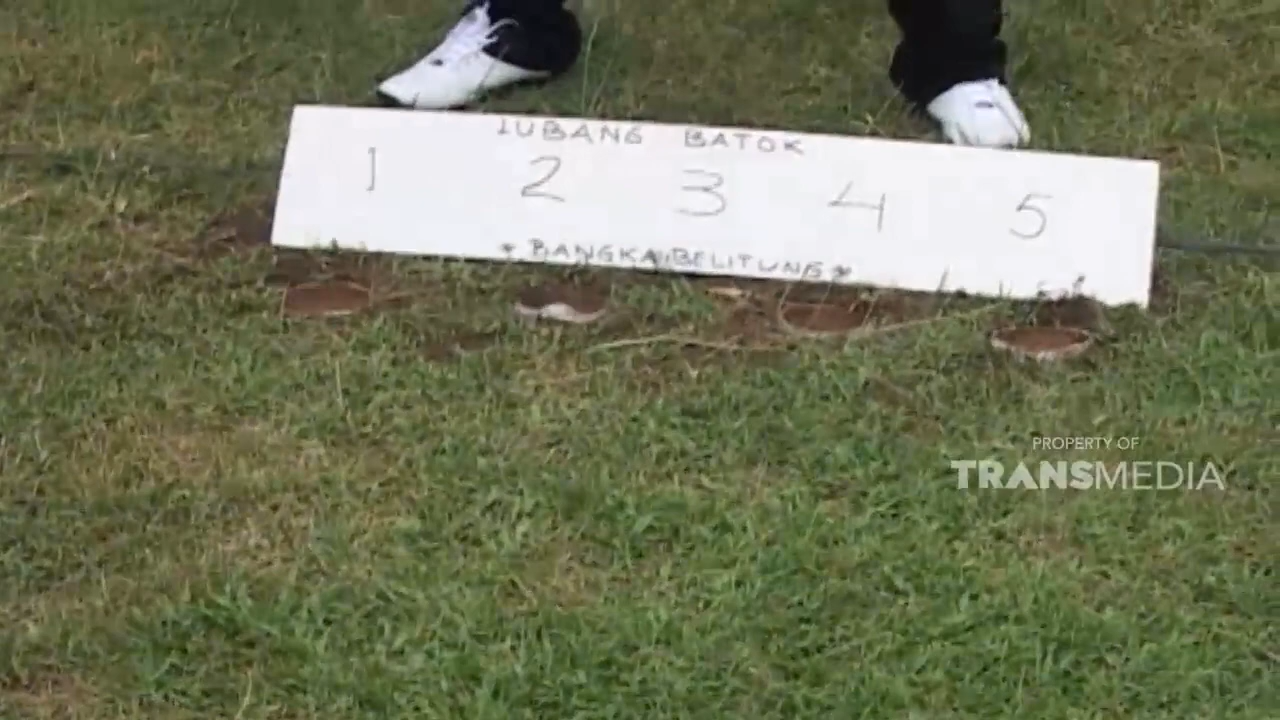 LUBANG BATOK
1 2 3 4 5
*BANGKA BELITUNG*
PROPERTY OF
TRANSMEDIA